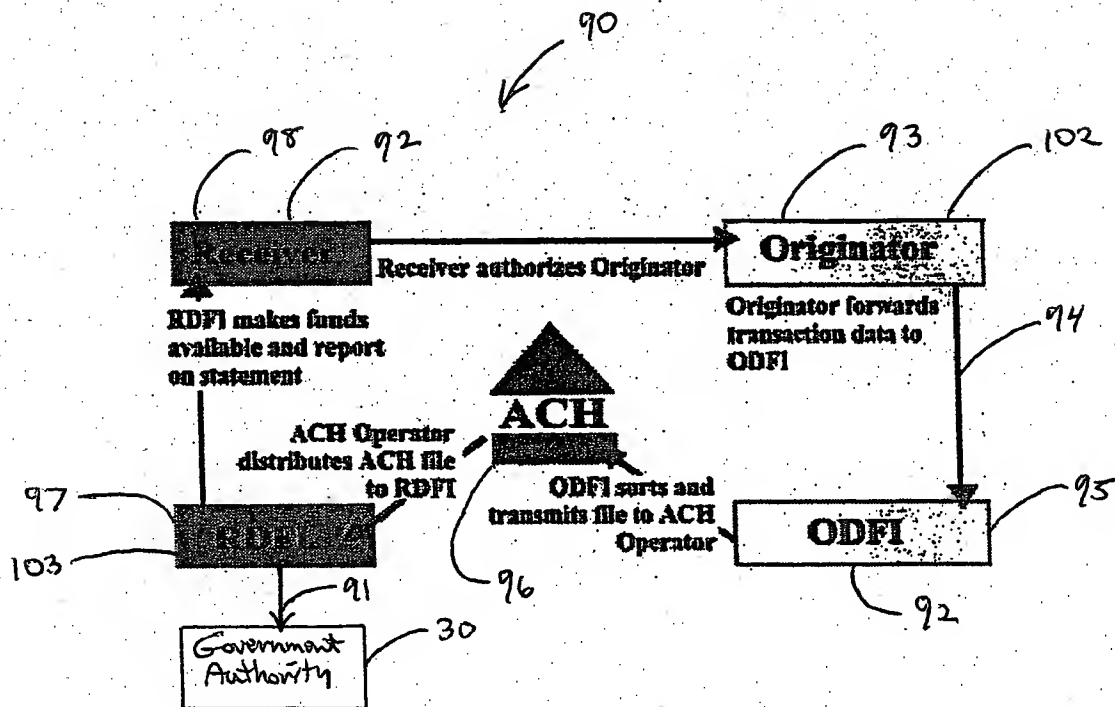 90
98
92
93
102
Receiver
Originator
Receiver authorizes Originator
RDFI makes funds
available and report
on statement
Originator forwards
transaction data to
ODFI
94
ACH
ACH Operator
distributes ACH file
to RDFI
ODFI sorts and
transmits file to ACH
Operator
97
RDFI
103
ODFI
95
96
92
91
30
Government
Authority